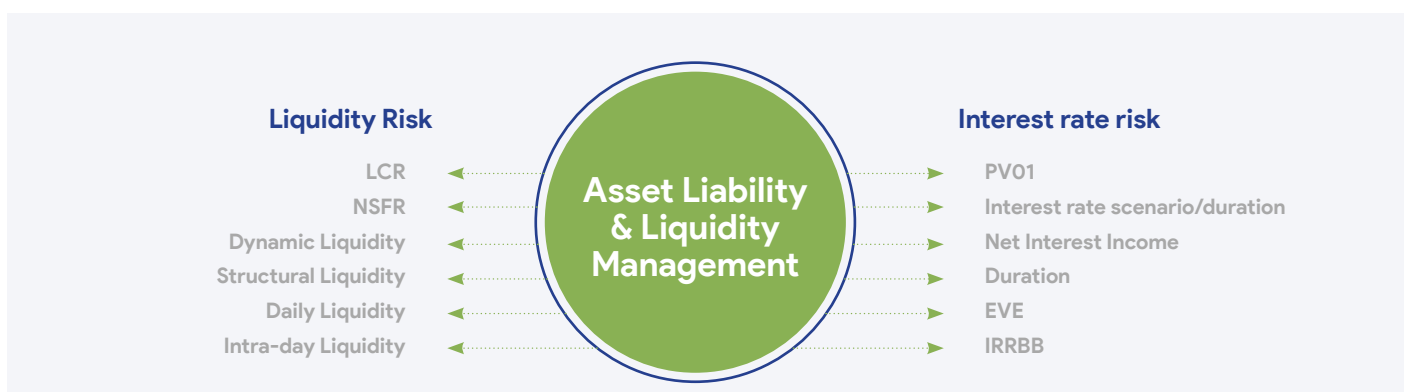 Liquidity Risk
LCR
NSFR
Dynamic Liquidity
Structural Liquidity
Daily Liquidity
Intra-day Liquidity
Asset Liability
& Liquidity
Management
Interest rate risk
PV01
Interest rate scenario/duration
Net Interest Income
Duration
EVE
IRRBB